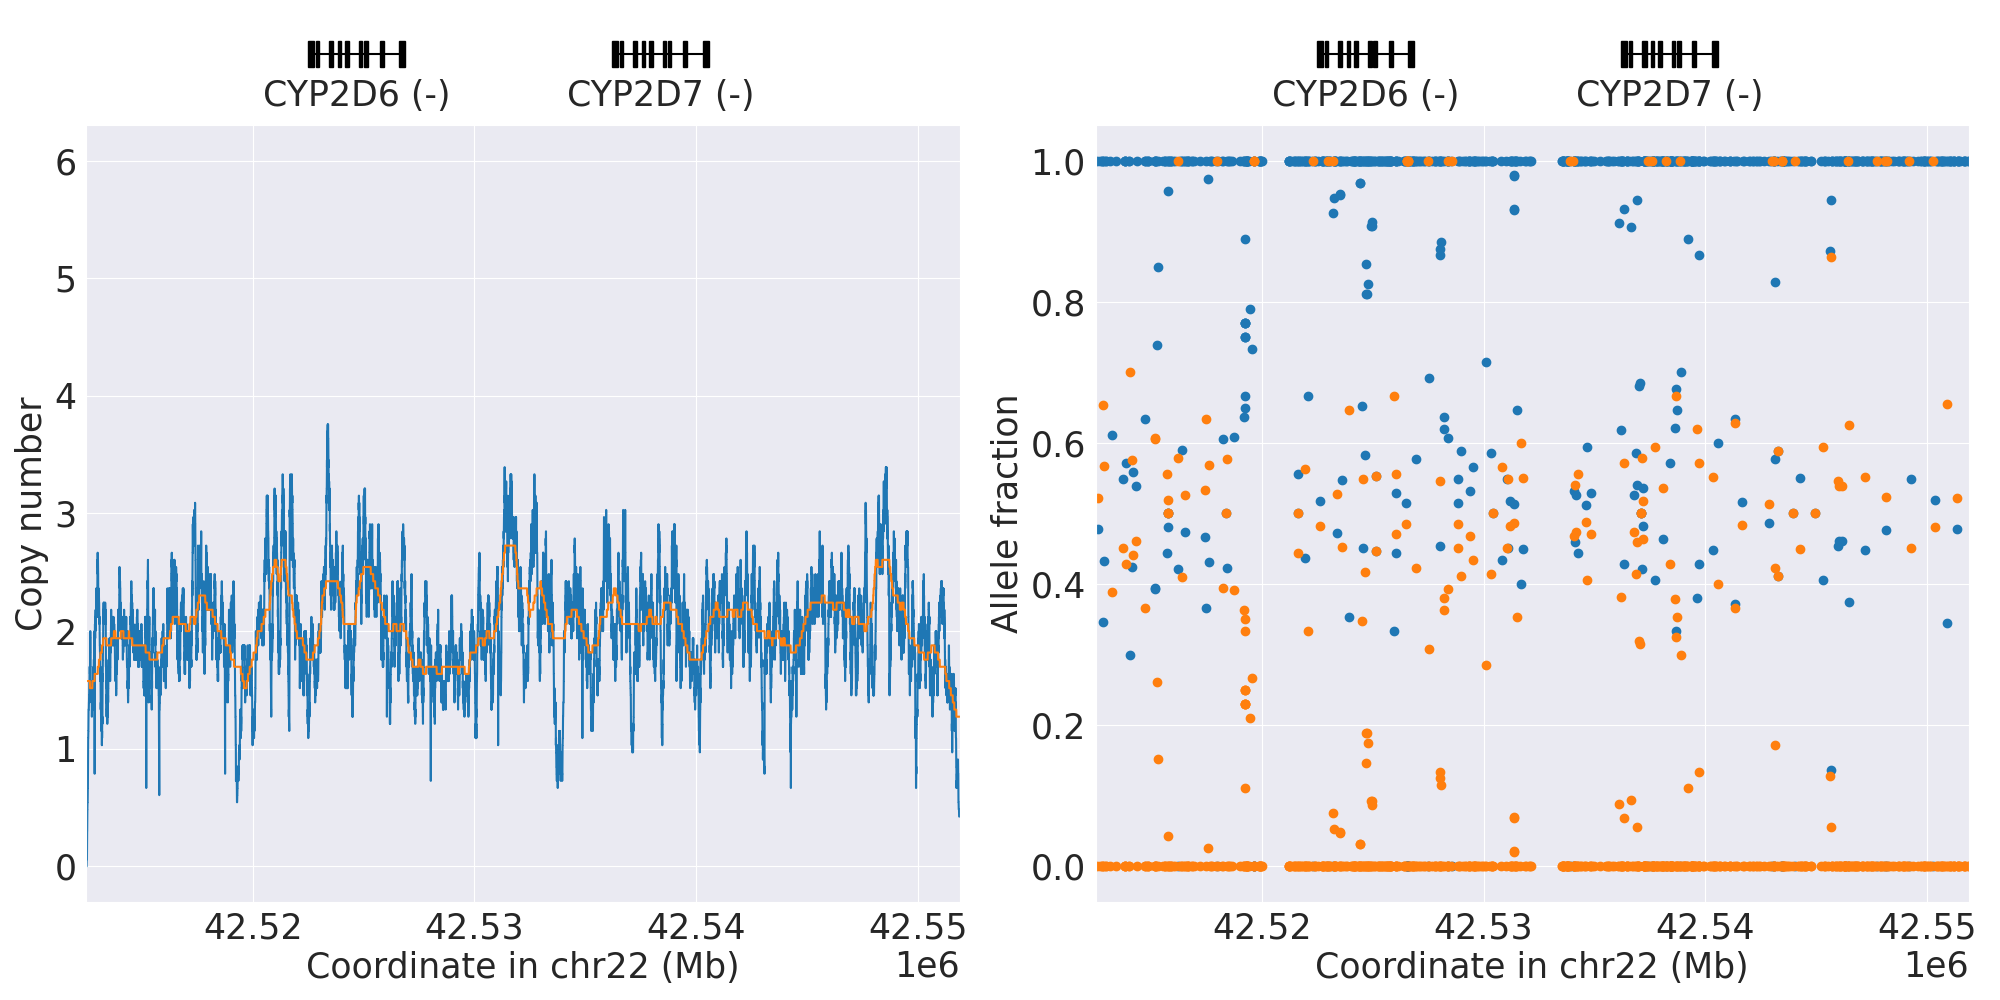 CYP2D6 (-) CYP2D7 (-)
CYP2D6 (-) CYP2D7 (-)
Copy number
6
5
4
3
2
1
0
42.52 42.53 42.54 42.55
Coordinate in chr22 (Mb)
1e6
Allele fraction
1.0
0.8
0.6
0.4
0.2
0.0
42.52 42.53 42.54 42.55
Coordinate in chr22 (Mb)
1e6